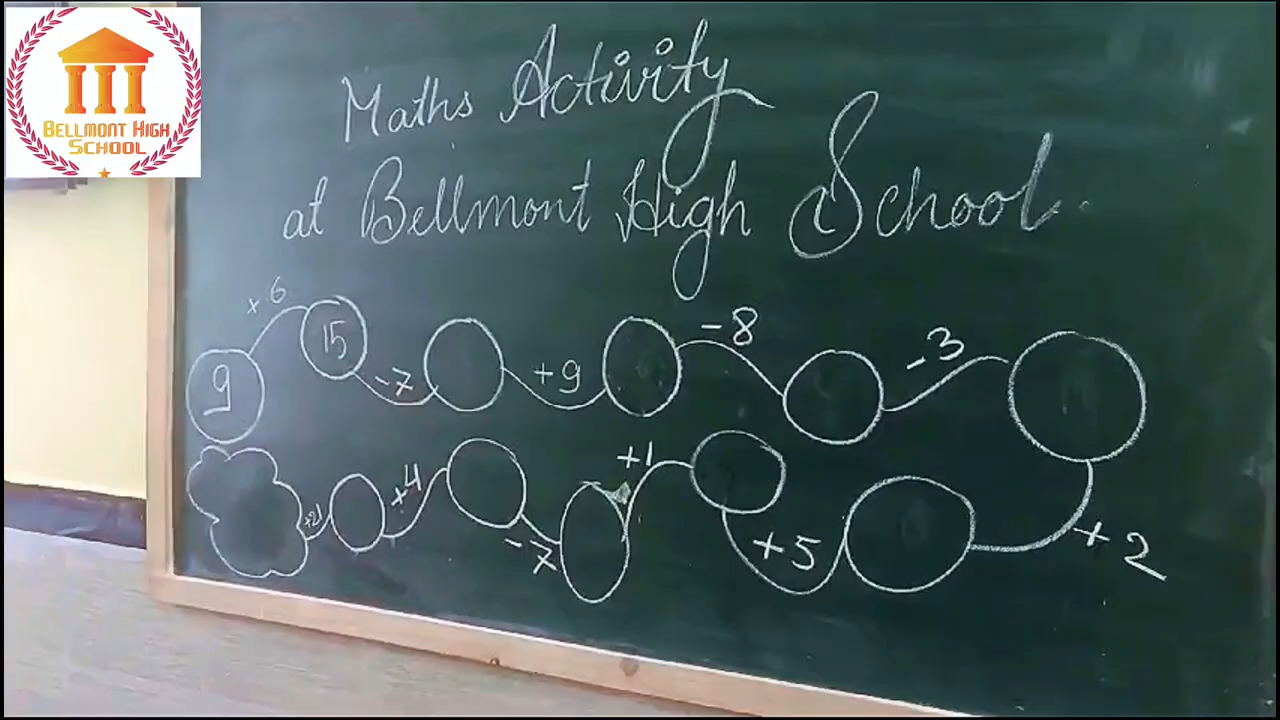 BELLMONT HIGH
SCHOOL
Maths Activity
at Bellmont High School.
+6
9 15 -7 +9 -8 -3
+21 +4 -7 +1 +5 +2